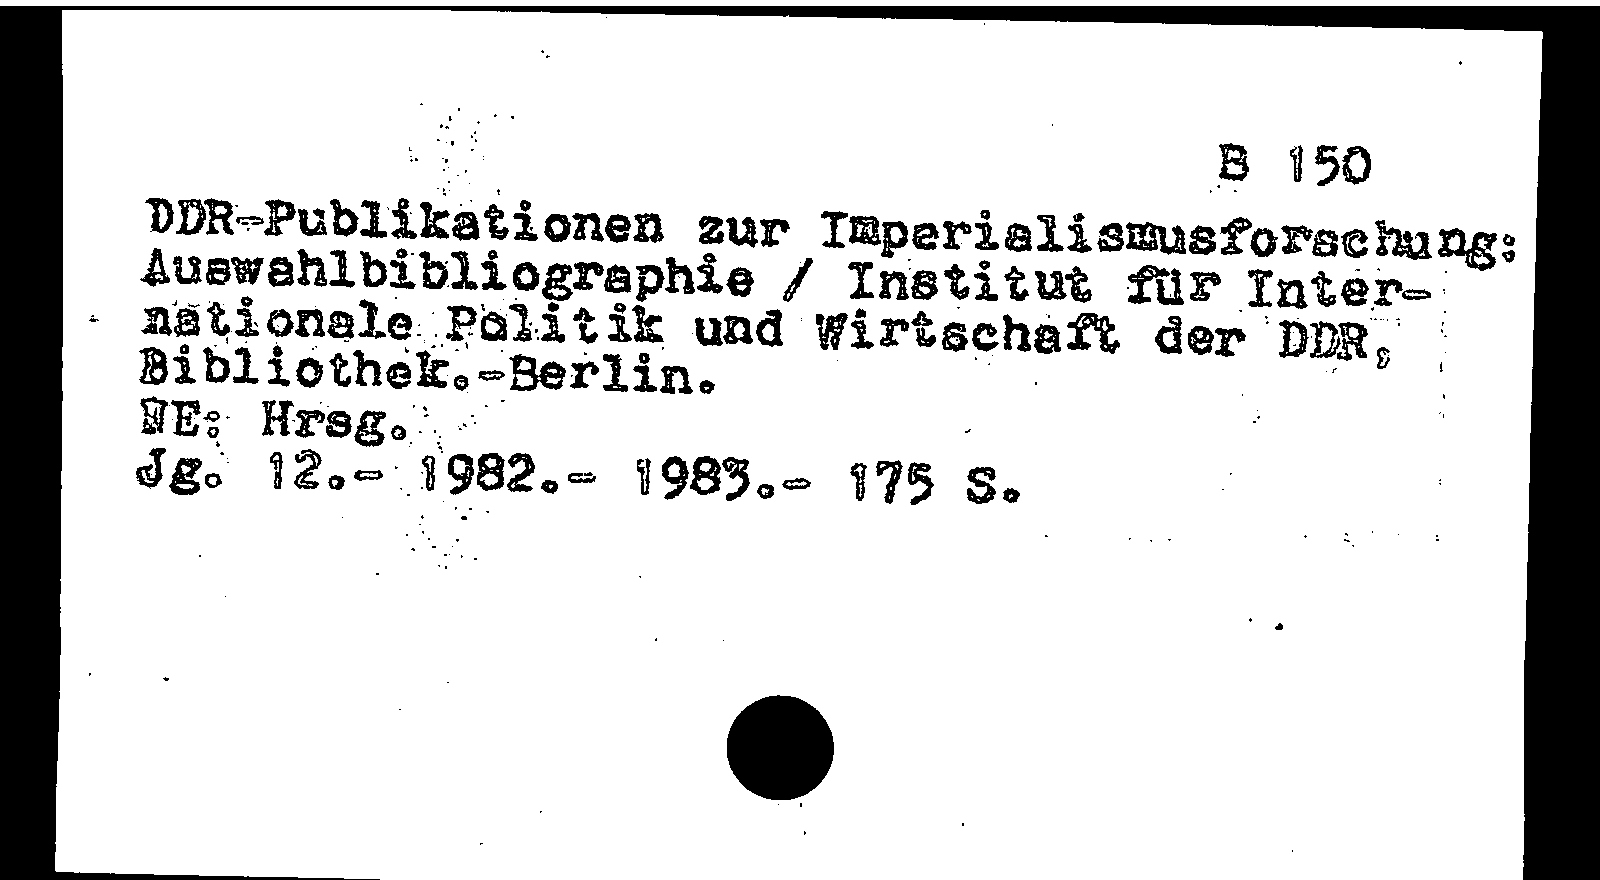 B 150
DDR-Publikationen zur Imperialismusforschung:
Auswahlbibliographie / Institut für Inter-
nationale Politik und Wirtschaft der DDR,
Bibliothek.-Berlin.
NE: Hrsg.
Jg. 12.- 1982.- 1983.- 175 S.